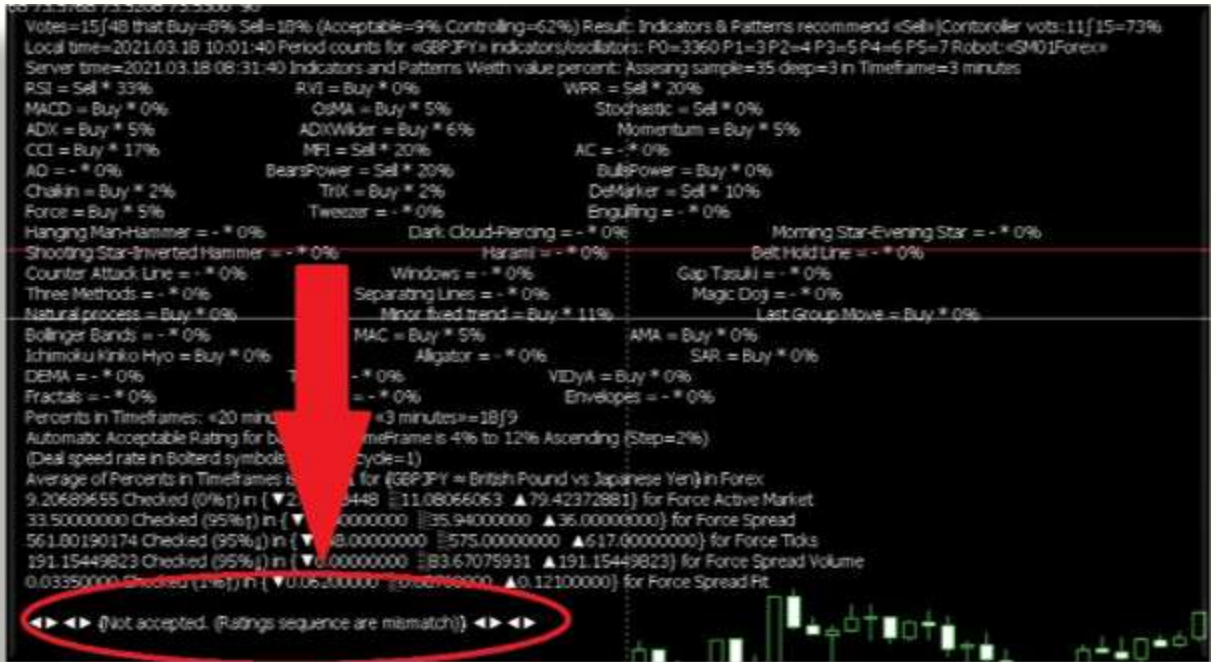 Votes=15∫48 that Buy=8% Sell=18% (Acceptable=9% Controlling=62%) Result: Indicators & Patterns recommend «Sell»|Contoroller vots:11∫15=73%
Local time=2021.03.18 10:01:40 Period counts for «GBPJPY» indicators/oscillators: P0=3360 P1=3 P2=4 P3=5 P4=6 P5=7 Robot:«SM01Forex»
Server time=2021.03.18 08:31:40 Indicators and Patterns Weith value percent: Assesing sample=35 deep=3 in Timeframe=3 minutes
RSI = Sell * 33% RVI = Buy * 0% WPR = Sell * 20%
MACD = Buy * 0% OsMA = Buy * 5% Stochastic = Sell * 0%
ADX = Buy * 5% ADXWilder = Buy * 6% Momentum = Buy * 5%
CCI = Buy * 17% MFI = Sell * 20% AC = - * 0%
AO = - * 0% BearsPower = Sell * 20% BullsPower = Buy * 0%
Chaikin = Buy * 2% TriX = Buy * 2% DeMarker = Sell * 10%
Force = Buy * 5% Tweezer = - * 0% Engulfing = - * 0%
Hanging Man-Hammer = - * 0% Dark Cloud-Piercing = - * 0% Morning Star-Evening Star = - * 0%
Shooting Star-Inverted Hammer = - * 0% Harami = - * 0% Belt Hold Line = - * 0%
Counter Attack Line = - * 0% Windows = - * 0% Gap Tasuki = - * 0%
Three Methods = - * 0% Separating Lines = - * 0% Magic Doji = - * 0%
Natural process = Buy * 0% Minor fixed trend = Buy * 11% Last Group Move = Buy * 0%
Bollinger Bands = - * 0% MAC = Buy * 5% AMA = Buy * 0%
Ichimoku Kinko Hyo = Buy * 0% Alligator = - * 0% SAR = Buy * 0%
DEMA = - * 0% - * 0% VIDyA = Buy * 0%
Fractals = - * 0% = - * 0% Envelopes = - * 0%
Percents in Timeframes: «20 «3 minutes»=18∫9
Automatic Acceptable Rating for is 4% to 12% Ascending (Step=2%)
(Deal speed rate in Bolterd
Average of Percents in Timeframes for {GBPJPY ≈ British Pound vs Japanese Yen} in Forex
9.20689655 Checked (0%↑) in {▼ ▒11.08066063 ▲79.42372881} for Force Active Market
33.50000000 Checked (95%↑) in {▼ ▒35.94000000 ▲36.00000000} for Force Spread
561.80190174 Checked (95%↓) in {▼ ▒575.00000000 ▲617.00000000} for Force Ticks
191.15449823 Checked (95%↓) in {▼0.00000000 ▒83.67075931 ▲191.15449823} for Force Spread Volume
0.03350000 Checked (1%↑) in {▼ ▲0.12100000} for Force Spread Fit
◄► ◄► {Not accepted. (Ratings sequence are mismatch)} ◄► ◄►